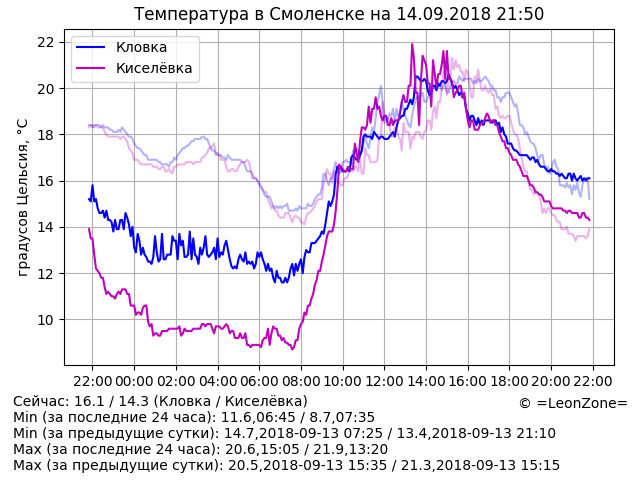 Температура в Смоленске на 14.09.2018 21:50
Кловка
Киселёвка
градусов Цельсия, °C
22
20
18
16
14
12
10
22:00 00:00 02:00 04:00 06:00 08:00 10:00 12:00 14:00 16:00 18:00 20:00 22:00
Сейчас: 16.1 / 14.3 (Кловка / Киселёвка)
© =LeonZone=
Min (за последние 24 часа): 11.6,06:45 / 8.7,07:35
Min (за предыдущие сутки): 14.7,2018-09-13 07:25 / 13.4,2018-09-13 21:10
Max (за последние 24 часа): 20.6,15:05 / 21.9,13:20
Max (за предыдущие сутки): 20.5,2018-09-13 15:35 / 21.3,2018-09-13 15:15